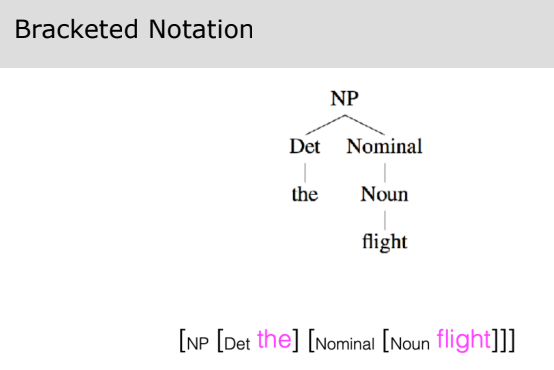 Bracketed Notation
NP
Det Nominal
the Noun
flight
[NP [Det the] [Nominal [Noun flight]]]